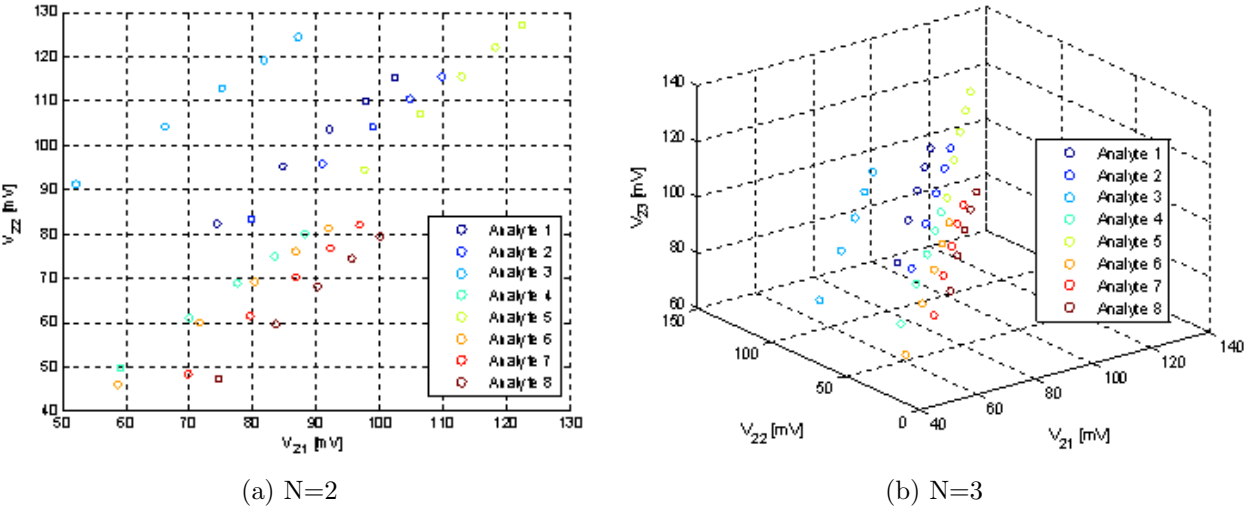 130
120
110
100
90
80
70
60
50
40
V22 [mV]
50 60 70 80 90 100 110 120 130
V21 [mV]
Analyte 1
Analyte 2
Analyte 3
Analyte 4
Analyte 5
Analyte 6
Analyte 7
Analyte 8
(a) N=2
140
120
100
80
60
V23 [mV]
150
100
50
0
V22 [mV]
40
60
80
100
120
140
V21 [mV]
Analyte 1
Analyte 2
Analyte 3
Analyte 4
Analyte 5
Analyte 6
Analyte 7
Analyte 8
(b) N=3